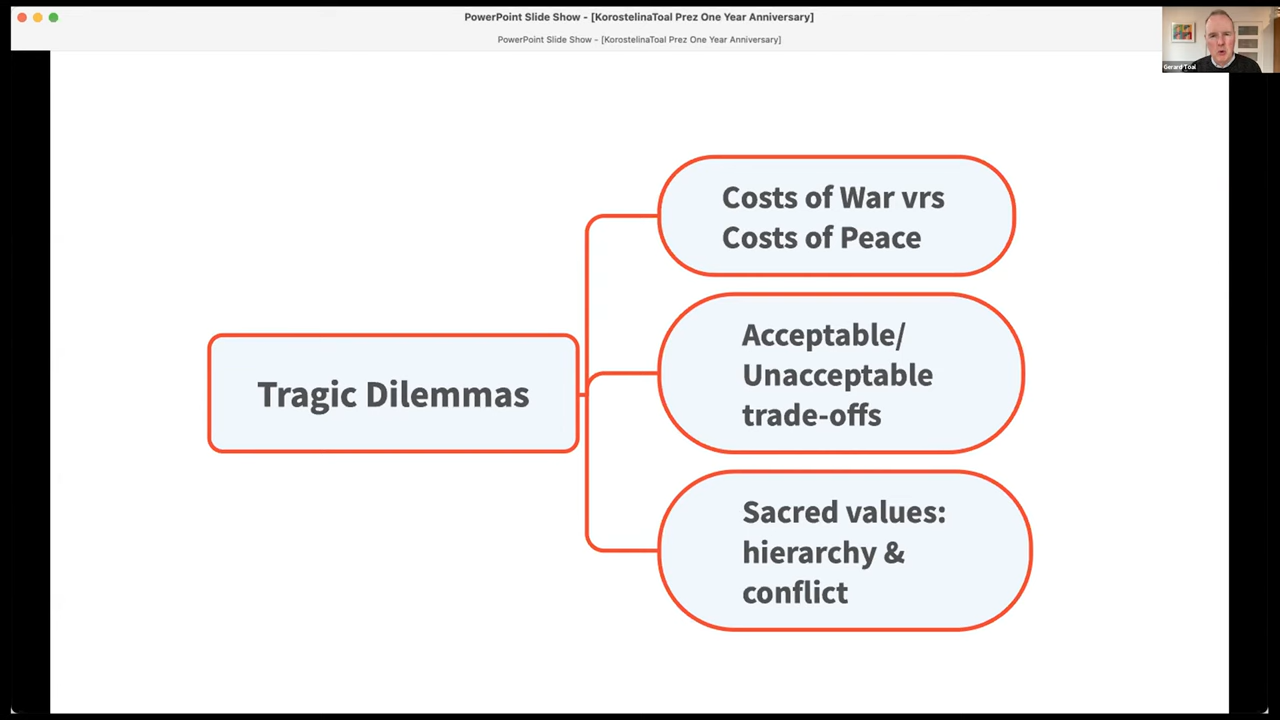 PowerPoint Slide Show - [KorostelinaToal Prez One Year Anniversary]
PowerPoint Slide Show - [KorostelinaToal Prez One Year Anniversary]
Gerard Toal
Costs of War vrs
Costs of Peace
Acceptable/
Unacceptable
trade-offs
Tragic Dilemmas
Sacred values:
hierarchy &
conflict